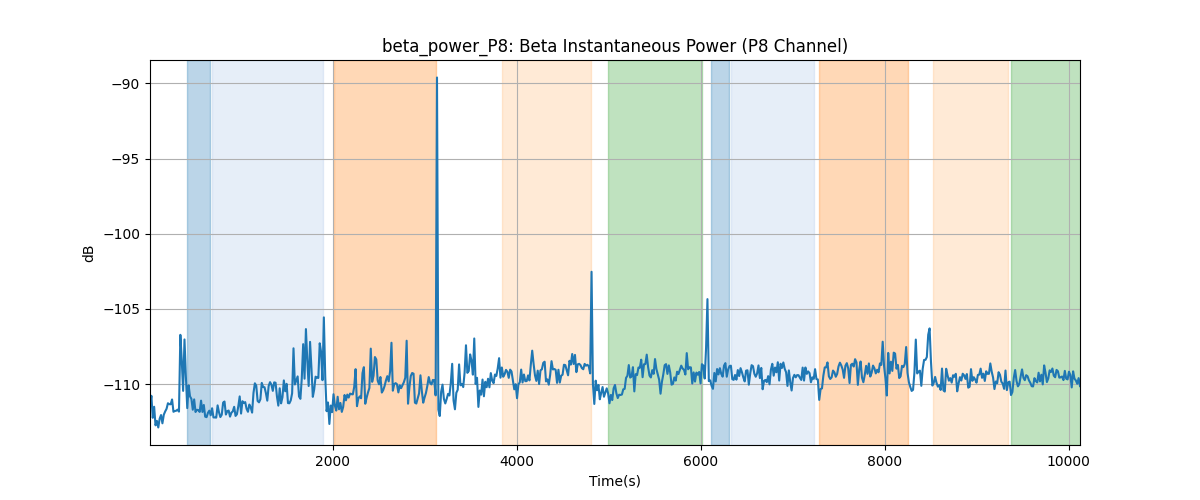 beta_power_P8: Beta Instantaneous Power (P8 Channel)
−90
−95
−100
−105
−110
dB
2000 4000 6000 8000 10000
Time(s)